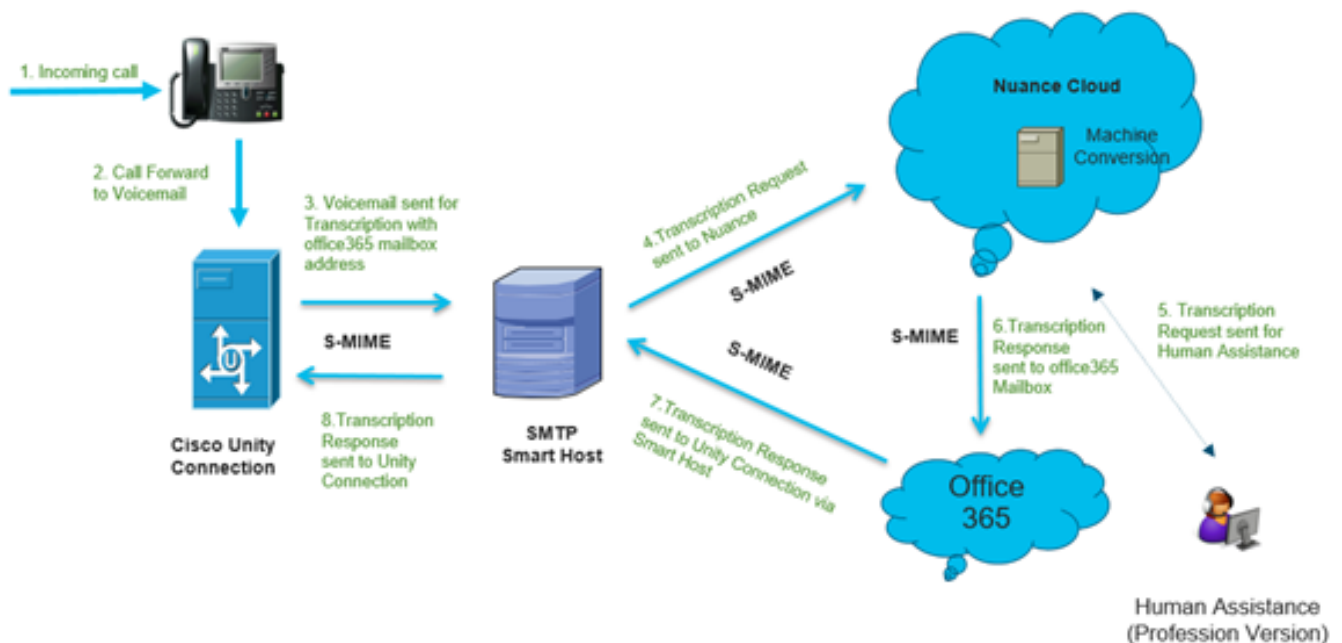 1. Incoming call
2. Call Forward
to Voicemail
3. Voicemail sent for
Transcription with
office365 mailbox
address
S-MIME
Cisco Unity
Connection
8.Transcription
Response
sent to Unity
Connection
SMTP
Smart Host
4.Transcription Request
sent to Nuance
S-MIME
Nuance Cloud
Machine
Conversion
5. Transcription
Request sent for
Human Assistance
S-MIME
6.Transcription
Response
sent to office365
Mailbox
S-MIME
7.Transcription Response
sent to Unity Connection via
Smart Host
Office
365
U
Human Assistance
(Profession Version)